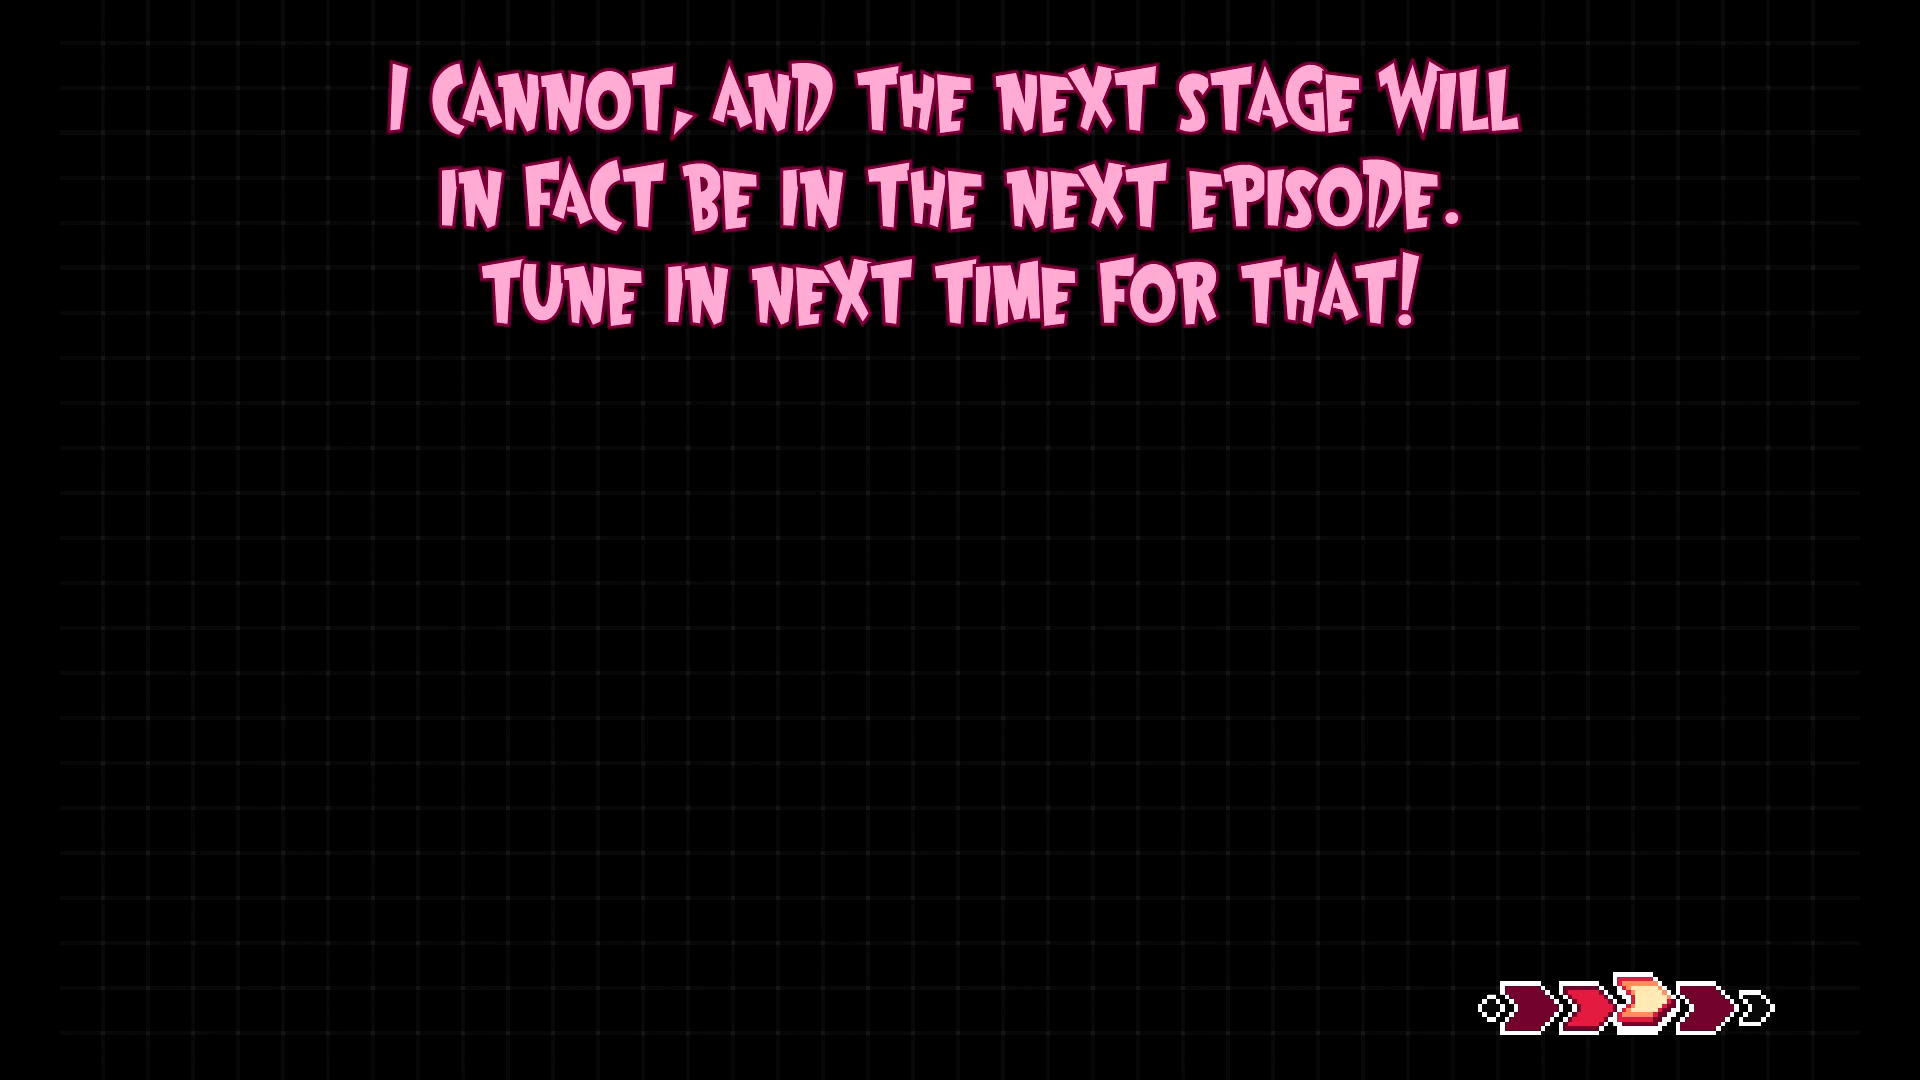 I CANNOT, AND THE NEXT STAGE WILL
IN FACT BE IN THE NEXT EPISODE.
TUNE IN NEXT TIME FOR THAT!